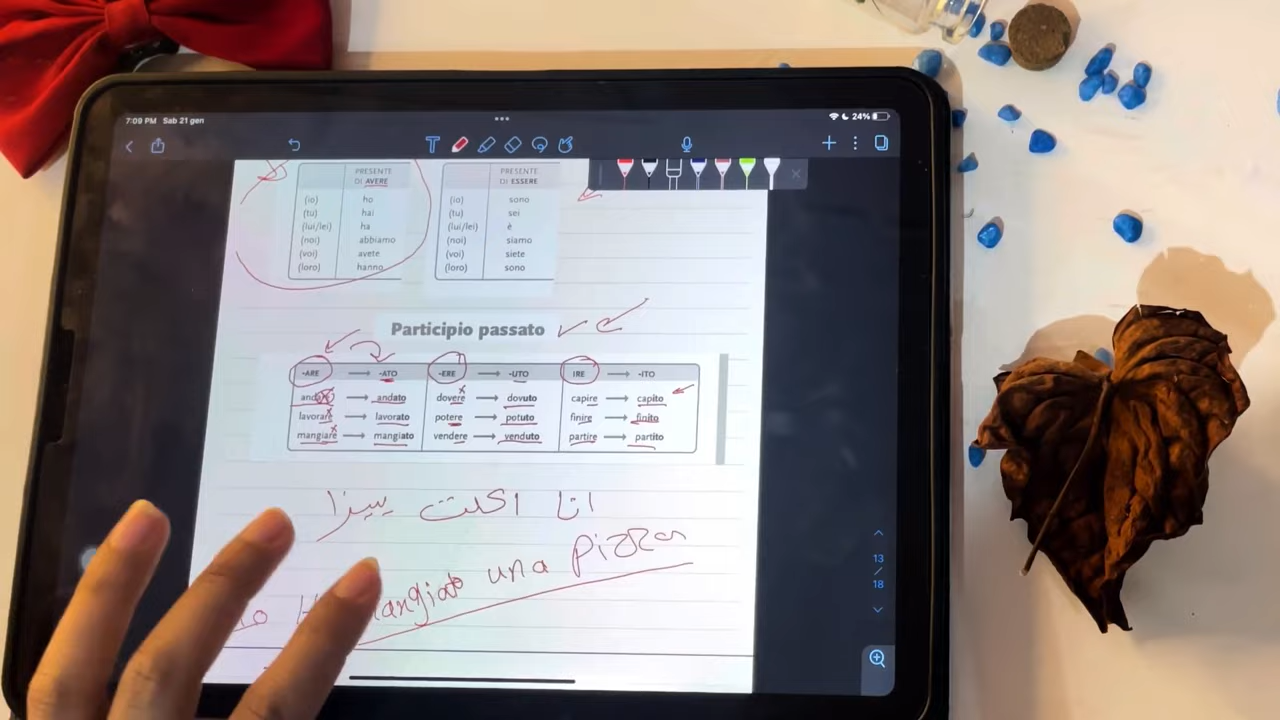 7:09 PM Sab 21 gen
24%
PRESENTE DI AVERE
(io) ho
(tu) hai
(lui/lei) ha
(noi) abbiamo
(voi) avete
(loro) hanno
PRESENTE DI ESSERE
(io) sono
(tu) sei
(lui/lei) è
(noi) siamo
(voi) siete
(loro) sono
Participio passato
-ARE → -ATO -ERE → -UTO IRE → -ITO
andare → andato dovere → dovuto capire → capito
lavorare → lavorato potere → potuto finire → finito
mangiare → mangiato vendere → venduto partire → partito
انا اكلت بيتزا
una Pizza
13
/
18